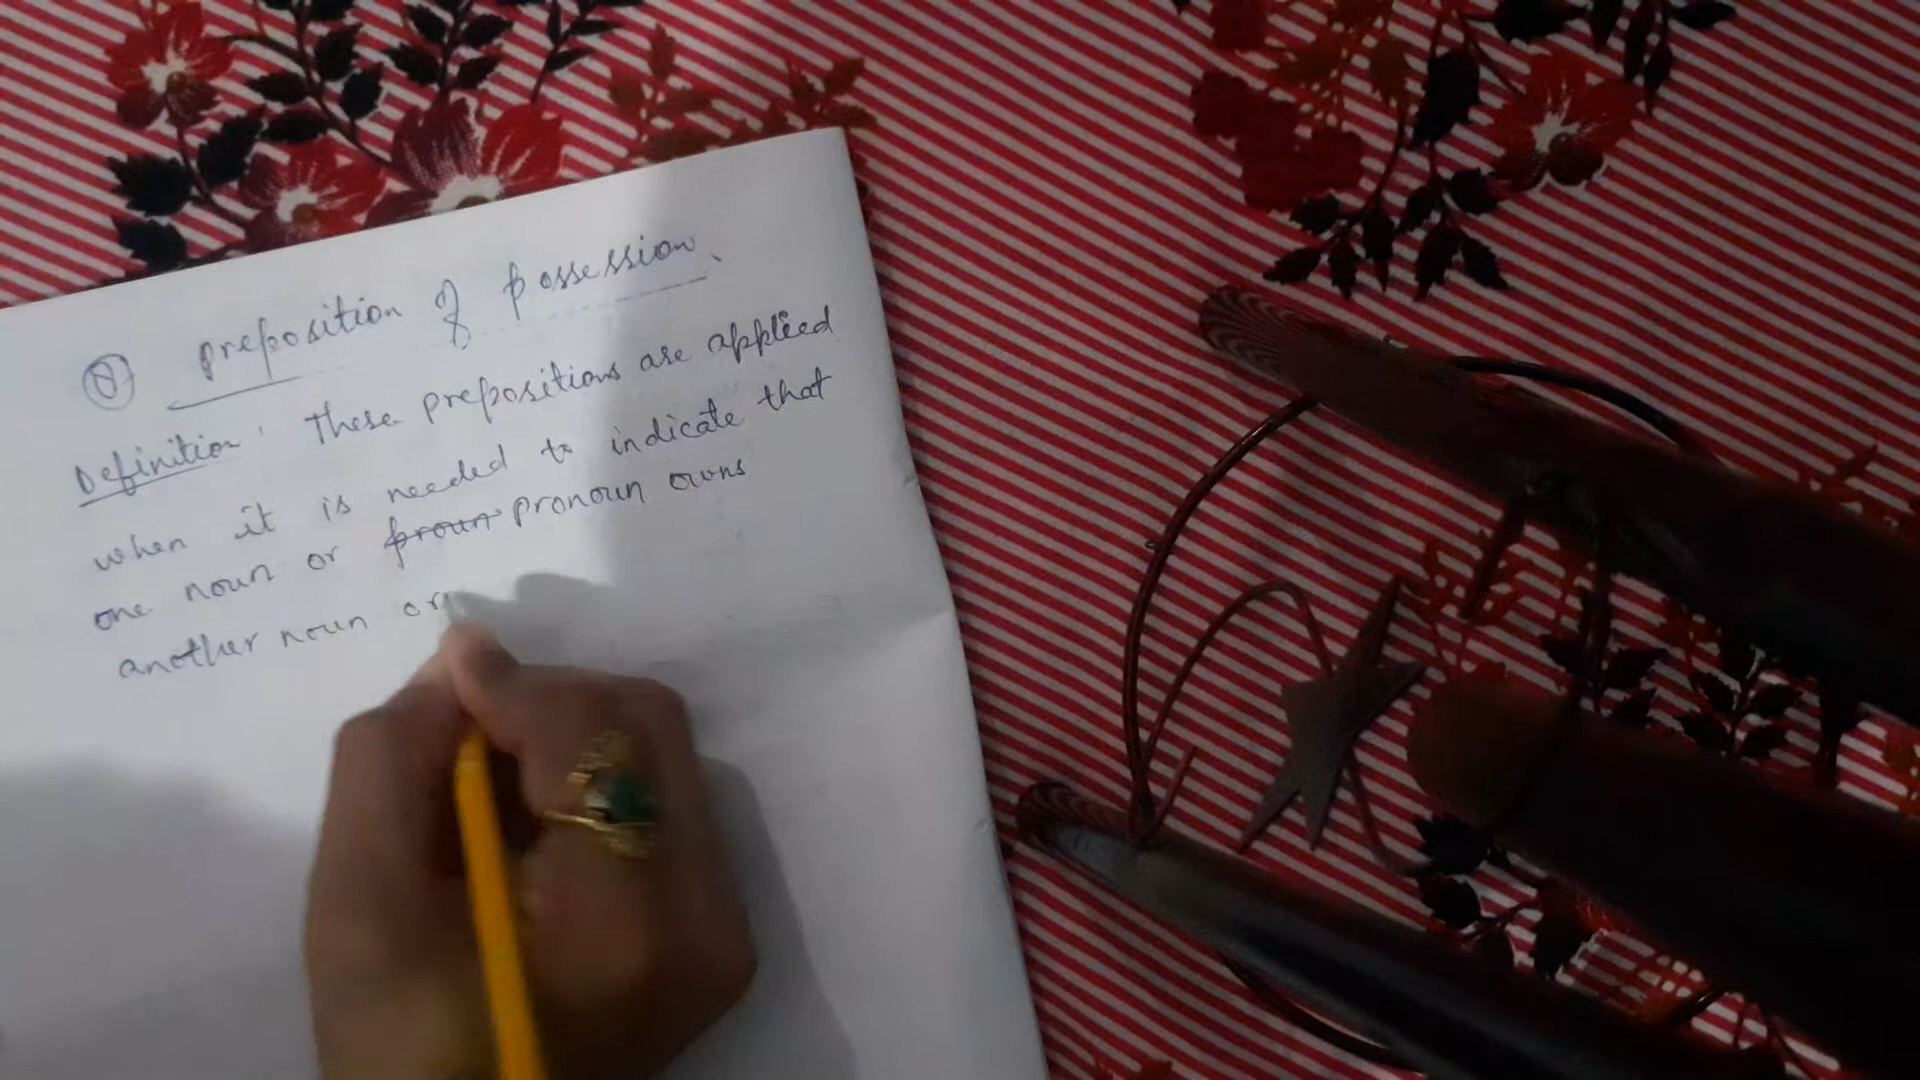 preposition of possession.
Definition: These prepositions are applied
when it is needed to indicate that
one noun or proun pronoun owns
another noun or